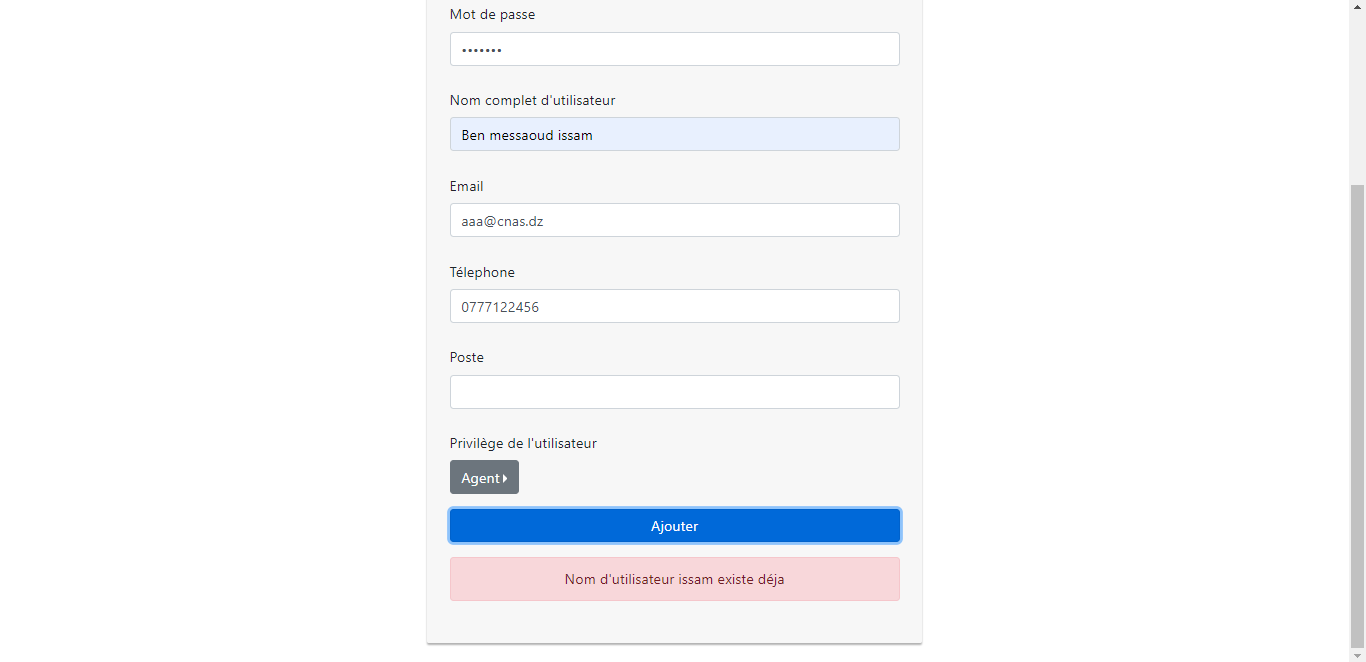 Mot de passe
•••••••
Nom complet d'utilisateur
Ben messaoud issam
Email
aaa@cnas.dz
Télephone
0777122456
Poste
Privilège de l'utilisateur
Agent
Ajouter
Nom d'utilisateur issam existe déja